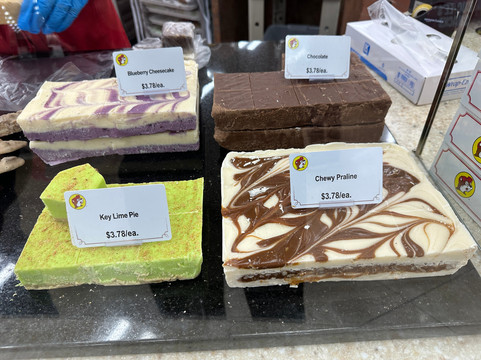 Blueberry Cheesecake
$3.78/ea.
Chocolate
$3.78/ea.
Key Lime Pie
$3.78/ea.
Chewy Praline
$3.78/ea.